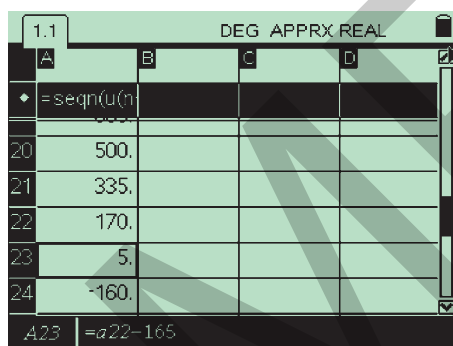 1.1 DEG APPRX REAL
A B C D
=seqn(u(n
20 500.
21 335.
22 170.
23 5.
24 -160.
A23 =a22-165